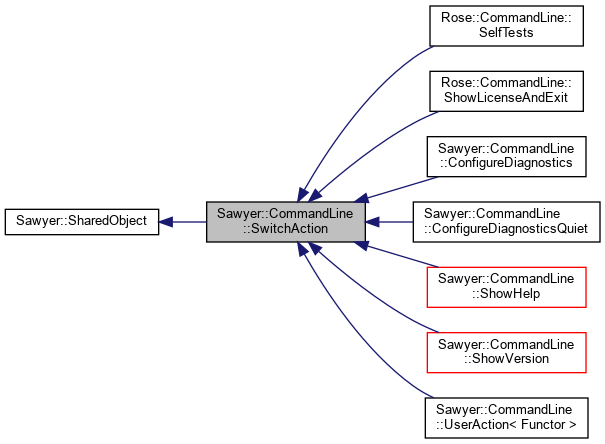 Rose::CommandLine::
SelfTests
Rose::CommandLine::
ShowLicenseAndExit
Sawyer::CommandLine
::ConfigureDiagnostics
Sawyer::SharedObject
Sawyer::CommandLine
::SwitchAction
Sawyer::CommandLine
::ConfigureDiagnosticsQuiet
Sawyer::CommandLine
::ShowHelp
Sawyer::CommandLine
::ShowVersion
Sawyer::CommandLine
::UserAction< Functor >